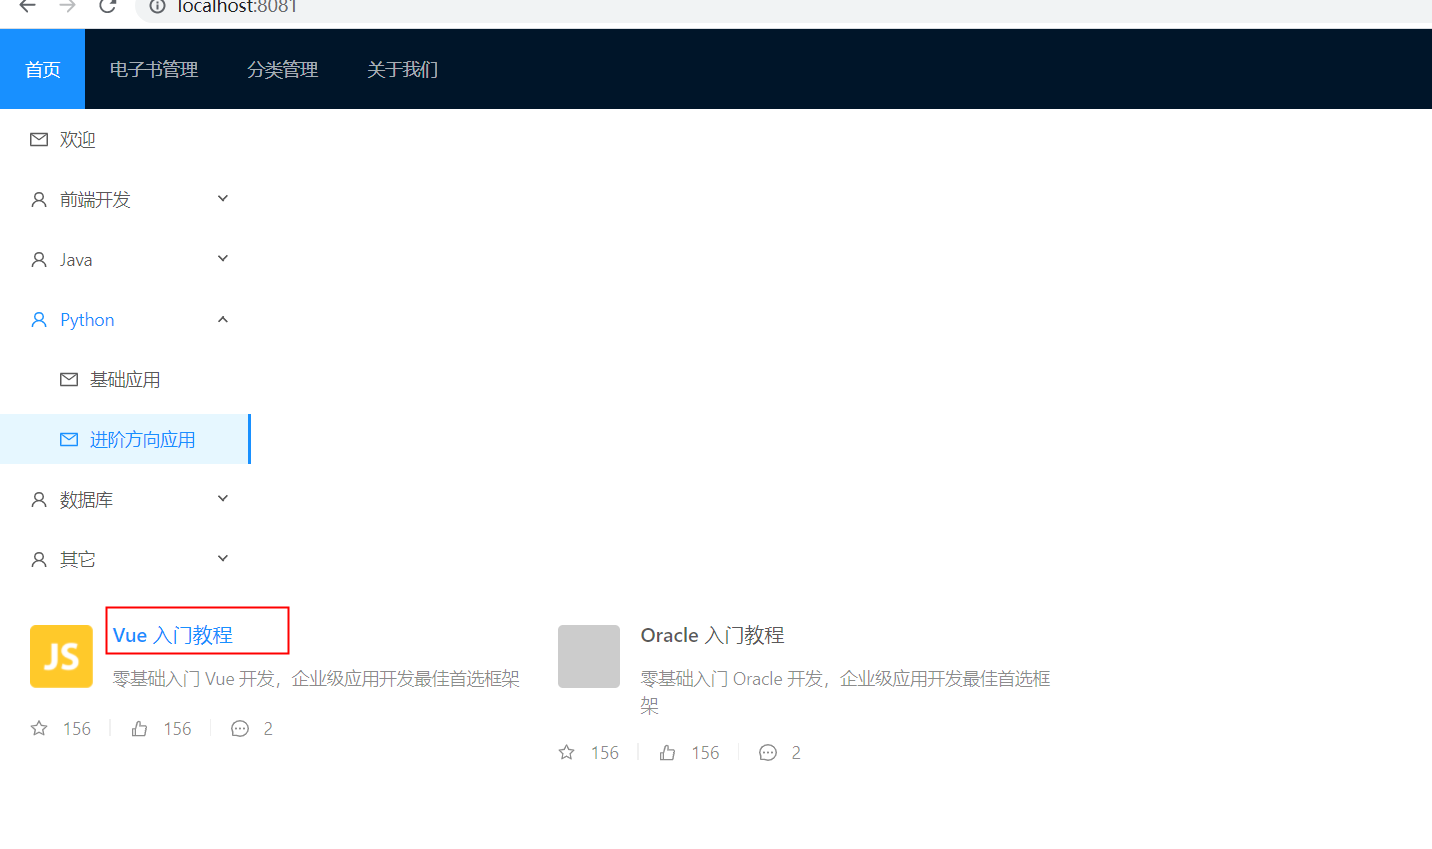 localhost:8081
首页 电子书管理 分类管理 关于我们
欢迎
前端开发
Java
Python
基础应用
进阶方向应用
数据库
其它
JS
Vue 入门教程
零基础入门 Vue 开发，企业级应用开发最佳首选框架
156 156 2
Oracle 入门教程
零基础入门 Oracle 开发，企业级应用开发最佳首选框
架
156 156 2